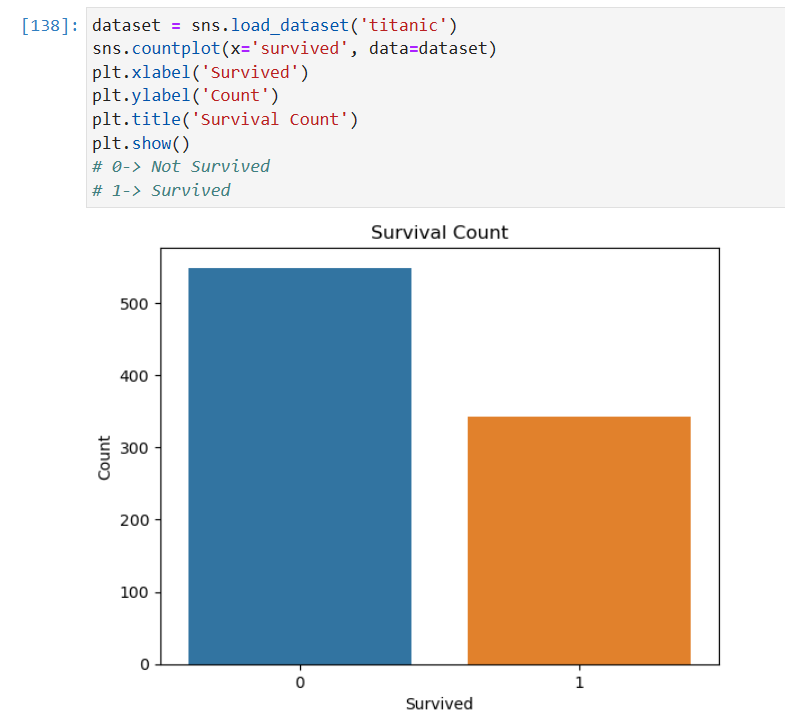 [138]: dataset = sns.load_dataset('titanic')
sns.countplot(x='survived', data=dataset)
plt.xlabel('Survived')
plt.ylabel('Count')
plt.title('Survival Count')
plt.show()
# 0-> Not Survived
# 1-> Survived
Survival Count
500
400
300
200
100
0
Count
0 1
Survived